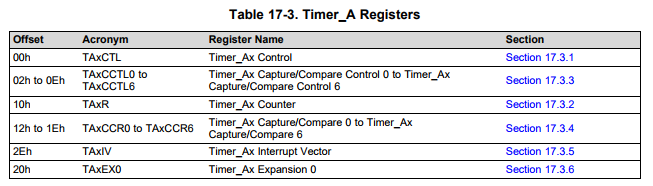 Table 17-3. Timer_A Registers
Offset Acronym Register Name Section
00h TAxCTL Timer_Ax Control Section 17.3.1
02h to 0Eh TAxCCTL0 to TAxCCTL6 Timer_Ax Capture/Compare Control 0 to Timer_Ax Capture/Compare Control 6 Section 17.3.3
10h TAxR Timer_Ax Counter Section 17.3.2
12h to 1Eh TAxCCR0 to TAxCCR6 Timer_Ax Capture/Compare 0 to Timer_Ax Capture/Compare 6 Section 17.3.4
2Eh TAxIV Timer_Ax Interrupt Vector Section 17.3.5
20h TAxEX0 Timer_Ax Expansion 0 Section 17.3.6